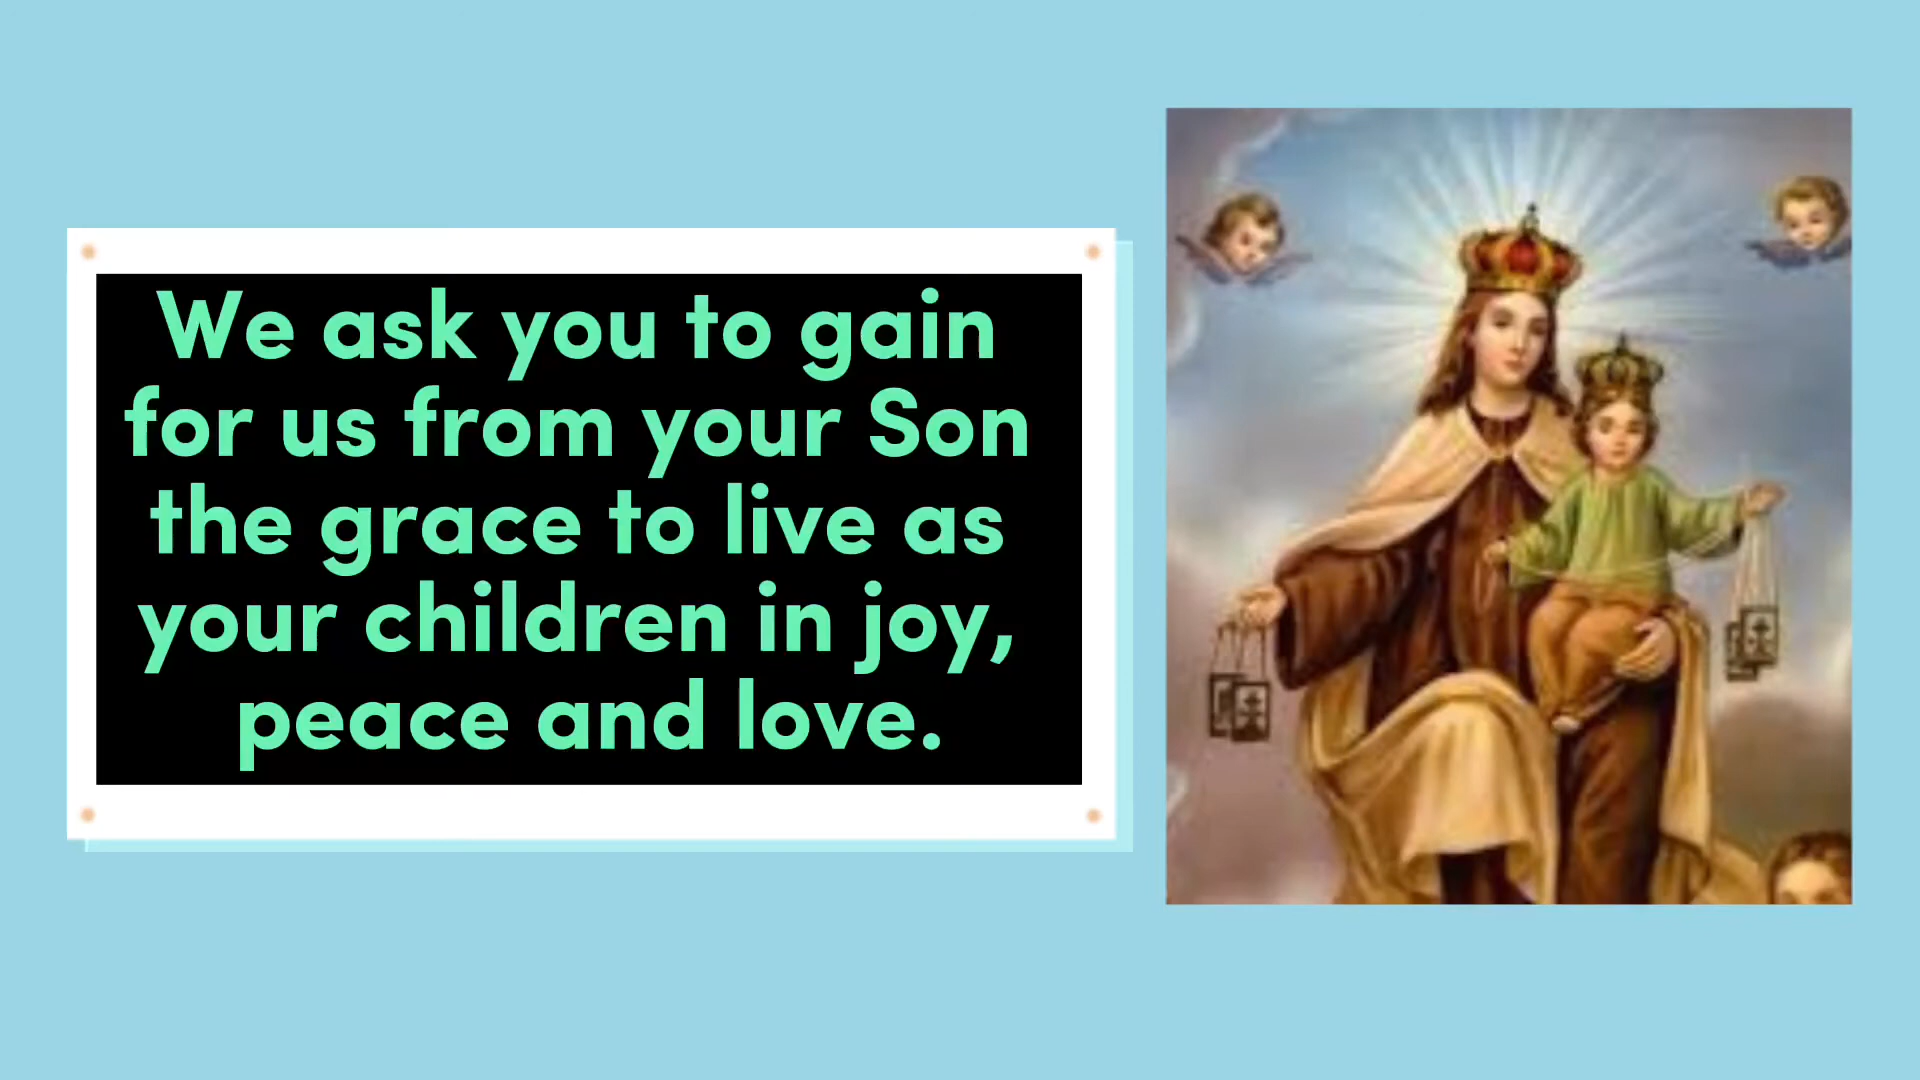 We ask you to gain
for us from your Son
the grace to live as
your children in joy,
peace and love.